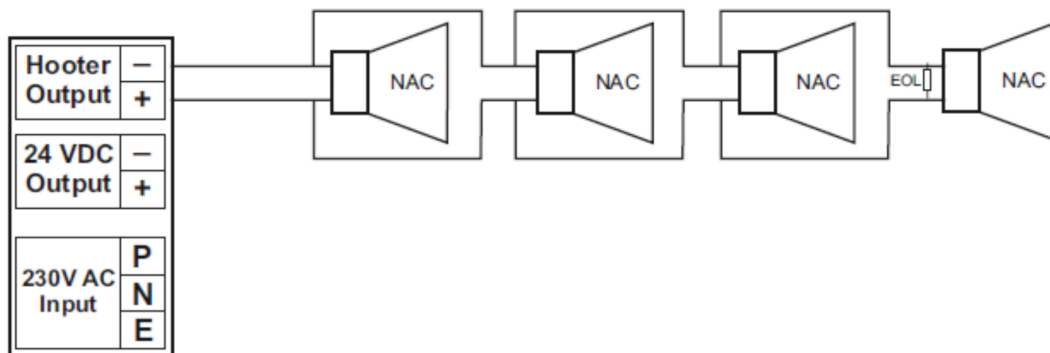 Hooter
Output
–
+
24 VDC
Output
–
+
230V AC
Input
P
N
E
NAC
NAC
NAC
EOL
NAC